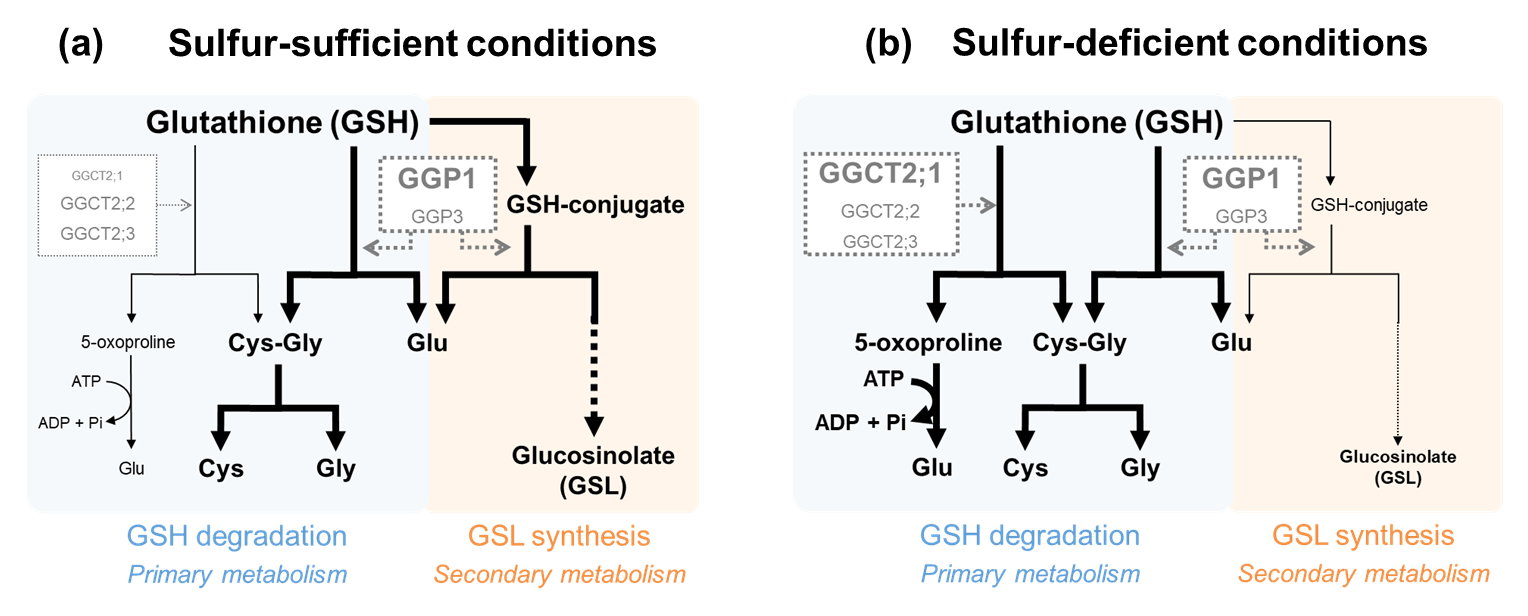 (a) Sulfur-sufficient conditions
Glutathione (GSH)
GGCT2;1
GGCT2;2
GGCT2;3
GGP1
GGP3
GSH-conjugate
5-oxoproline
Cys-Gly
Glu
ATP
ADP + Pi
Glu
Cys
Gly
Glucosinolate
(GSL)
GSH degradation
Primary metabolism
GSL synthesis
Secondary metabolism
(b) Sulfur-deficient conditions
Glutathione (GSH)
GGCT2;1
GGCT2;2
GGCT2;3
GGP1
GGP3
GSH-conjugate
5-oxoproline
Cys-Gly
Glu
ATP
ADP + Pi
Glu
Cys
Gly
Glucosinolate
(GSL)
GSH degradation
Primary metabolism
GSL synthesis
Secondary metabolism